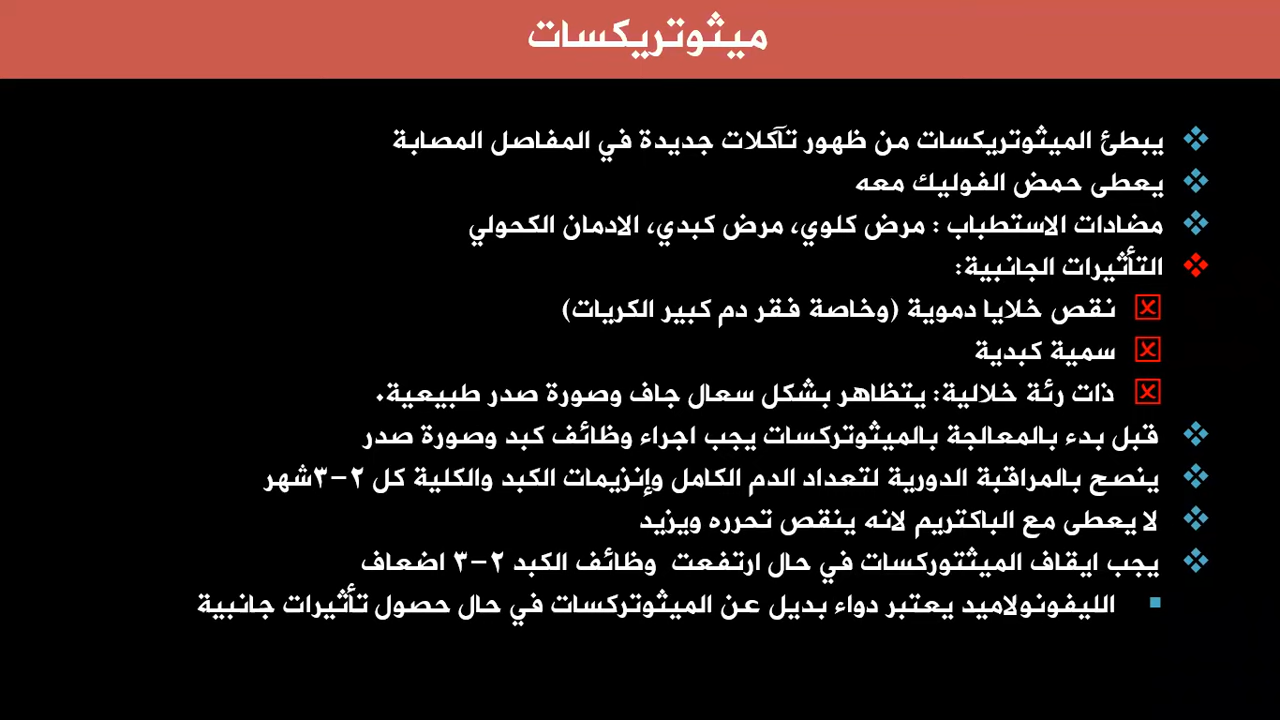 ميثوتريكسات
يبطئ الميثوتريكسات من ظهور تآكلات جديدة في المفاصل المصابة
يعطى حمض الفوليك معه
مضادات الاستطباب : مرض كلوي، مرض كبدي، الادمان الكحولي
التأثيرات الجانبية:
نقص خلايا دموية (وخاصة فقر دم كبير الكريات)
سمية كبدية
ذات رئة خلالية: يتظاهر بشكل سعال جاف وصورة صدر طبيعية.
قبل بدء بالمعالجة بالميثوتركسات يجب اجراء وظائف كبد وصورة صدر
ينصح بالمراقبة الدورية لتعداد الدم الكامل وإنزيمات الكبد والكلية كل ٢-٣شهر
لا يعطى مع الباكتريم لانه ينقص تحرره ويزيد
يجب ايقاف الميثتوركسات في حال ارتفعت وظائف الكبد ٢-٣ اضعاف
الليفونولاميد يعتبر دواء بديل عن الميثوتركسات في حال حصول تأثيرات جانبية